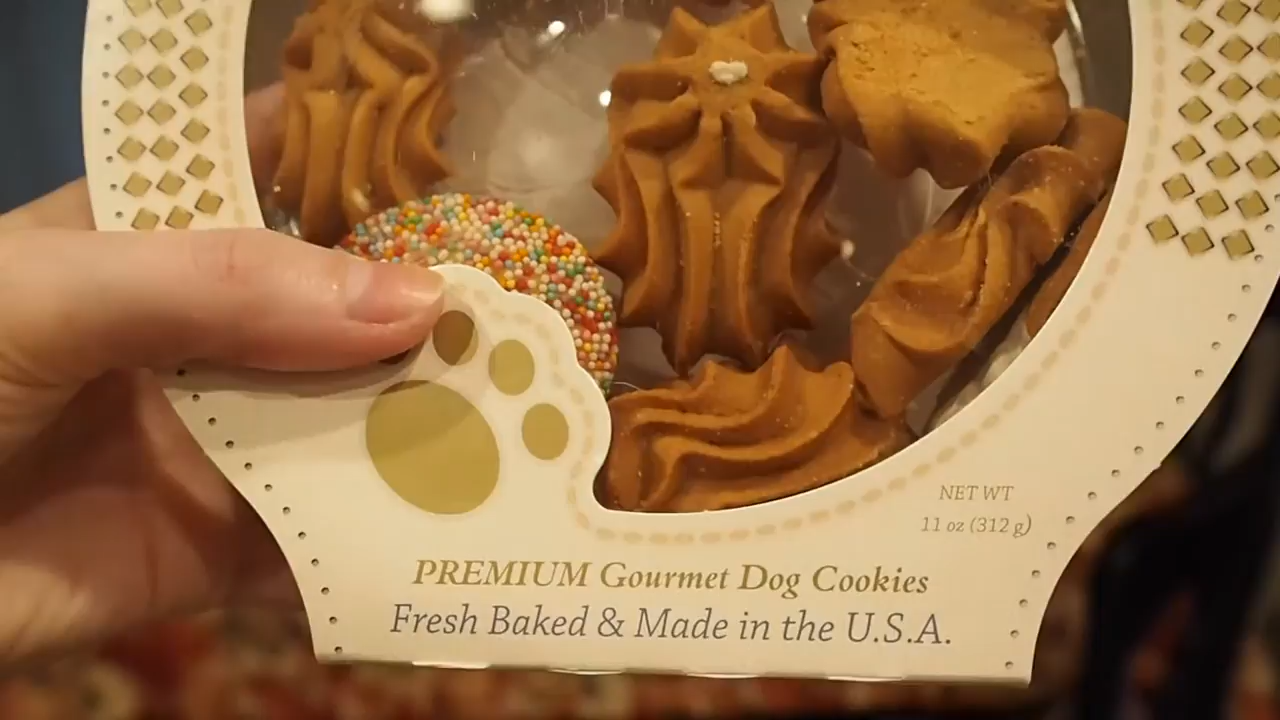 NET WT
11 oz (312 g)
PREMIUM Gourmet Dog Cookies
Fresh Baked & Made in the U.S.A.